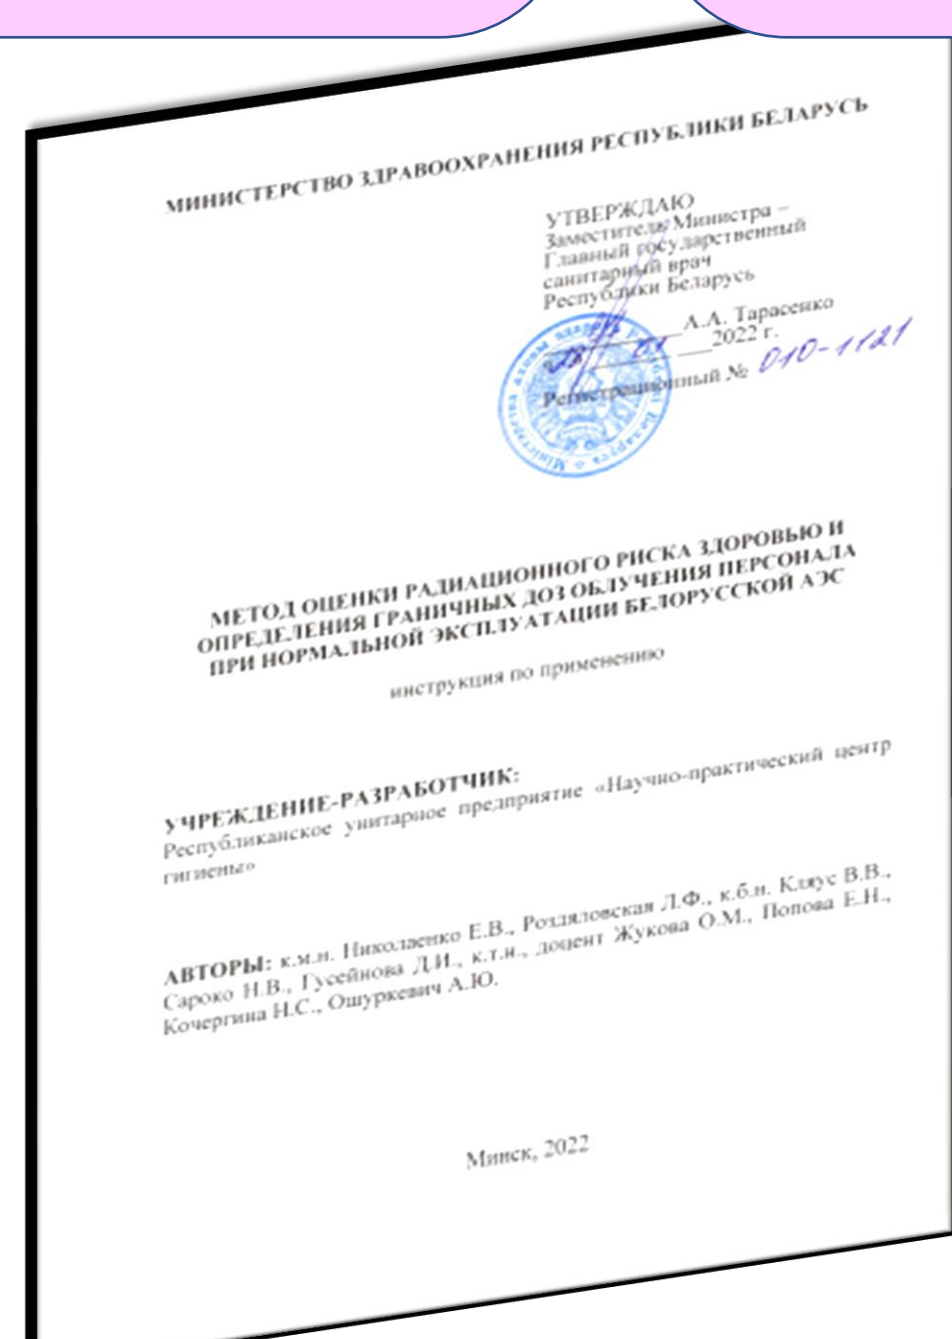 МИНИСТЕРСТВО ЗДРАВООХРАНЕНИЯ РЕСПУБЛИКИ БЕЛАРУСЬ
УТВЕРЖДАЮ
Заместитель Министра –
Главный государственный
санитарный врач
Республики Беларусь
А.А. Тарасенко
2022 г.
Регистрационный № 010-1121
МЕТОД ОЦЕНКИ РАДИАЦИОННОГО РИСКА ЗДОРОВЬЮ И
ОПРЕДЕЛЕНИЯ ГРАНИЧНЫХ ДОЗ ОБЛУЧЕНИЯ ПЕРСОНАЛА
ПРИ НОРМАЛЬНОЙ ЭКСПЛУАТАЦИИ БЕЛОРУССКОЙ АЭС
инструкция по применению
УЧРЕЖДЕНИЕ-РАЗРАБОТЧИК:
Республиканское унитарное предприятие «Научно-практический центр
гигиены»
АВТОРЫ: к.м.н. Николаенко Е.В., Роздяловская Л.Ф., к.б.н. Кляус В.В.,
Сароко Н.В., Гусейнова Д.И., к.т.н., доцент Жукова О.М., Попова Е.Н.,
Кочергина Н.С., Ошуркевич А.Ю.
Минск, 2022